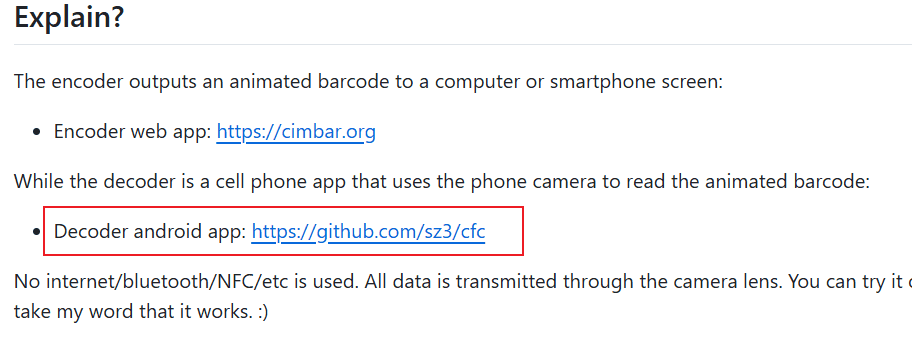 Explain?
The encoder outputs an animated barcode to a computer or smartphone screen:
• Encoder web app: https://cimbar.org
While the decoder is a cell phone app that uses the phone camera to read the animated barcode:
• Decoder android app: https://github.com/sz3/cfc
No internet/bluetooth/NFC/etc is used. All data is transmitted through the camera lens. You can try it
take my word that it works. :)